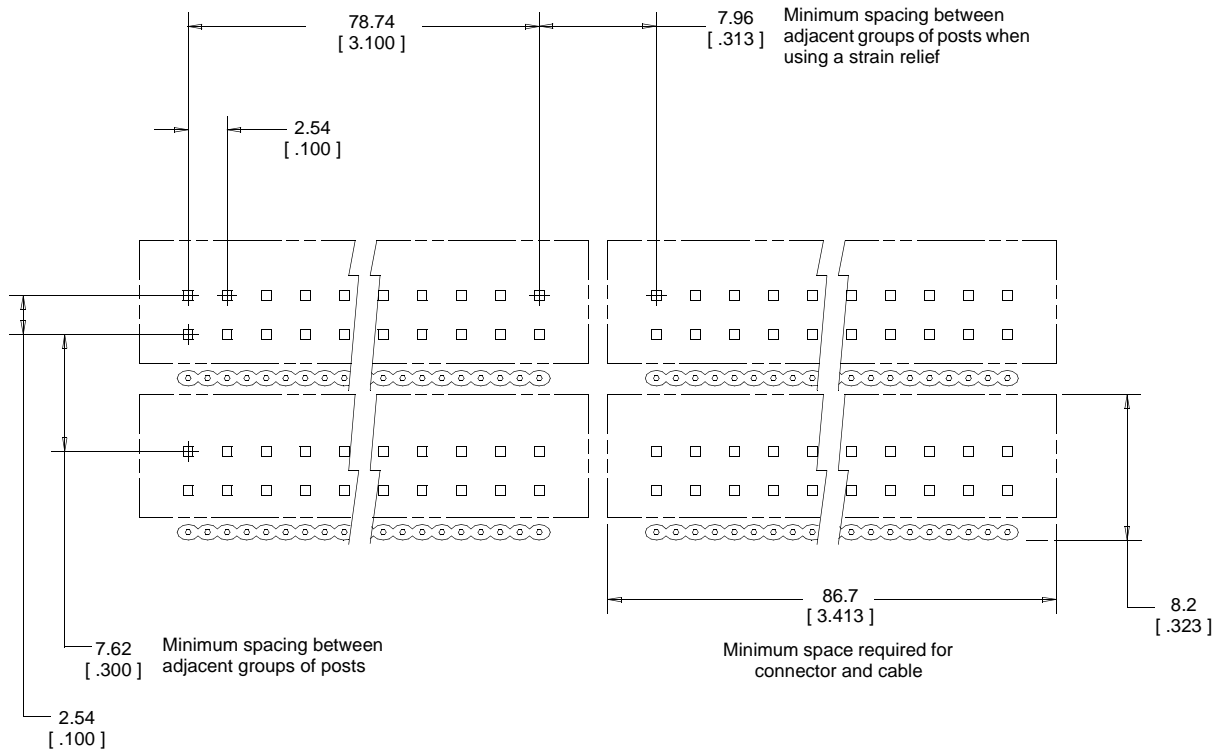 78.74
[ 3.100 ]
7.96
[ .313 ]
Minimum spacing between
adjacent groups of posts when
using a strain relief
2.54
[ .100 ]
86.7
[ 3.413 ]
Minimum space required for
connector and cable
8.2
[ .323 ]
7.62
[ .300 ]
Minimum spacing between
adjacent groups of posts
2.54
[ .100 ]